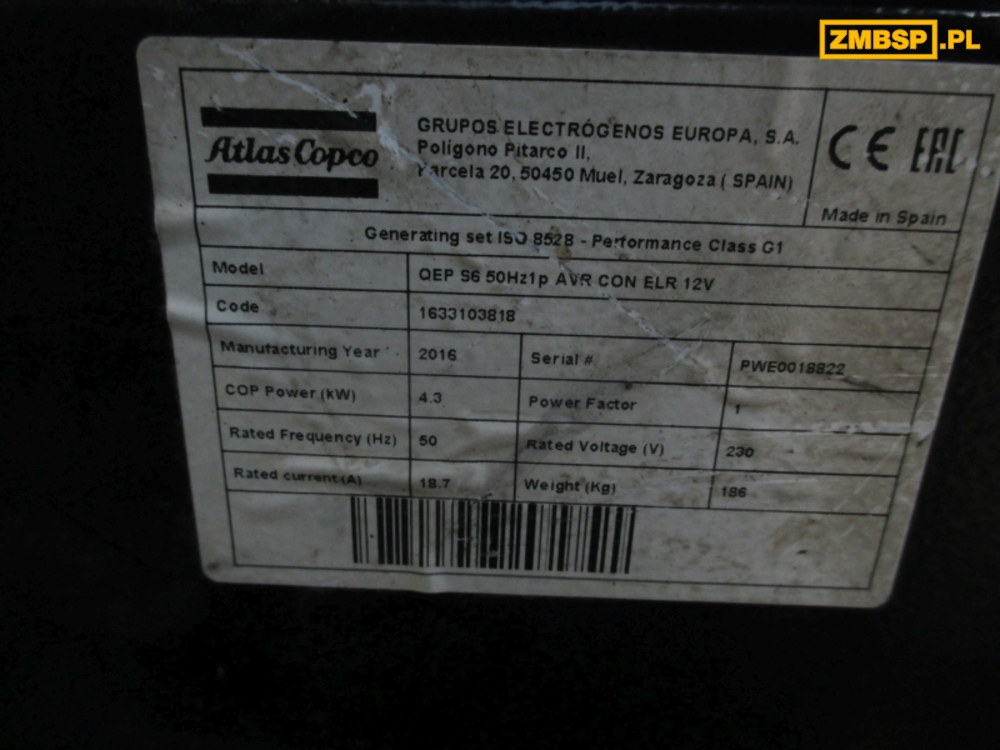 ZMBSP.PL
Atlas Copco
GRUPOS ELECTRÓGENOS EUROPA, S.A.
Polígono Pitarco II,
Parcela 20, 50450 Muel, Zaragoza ( SPAIN)
CE EAC
Made in Spain
Generating set ISO 8528 - Performance Class G1
Model QEP S6 50Hz1p AVR CON ELR 12V
Code 1633103818
Manufacturing Year 2016 Serial # PWE0018822
COP Power (kW) 4.3 Power Factor 1
Rated Frequency (Hz) 50 Rated Voltage (V) 230
Rated current (A) 18.7 Weight (Kg) 186